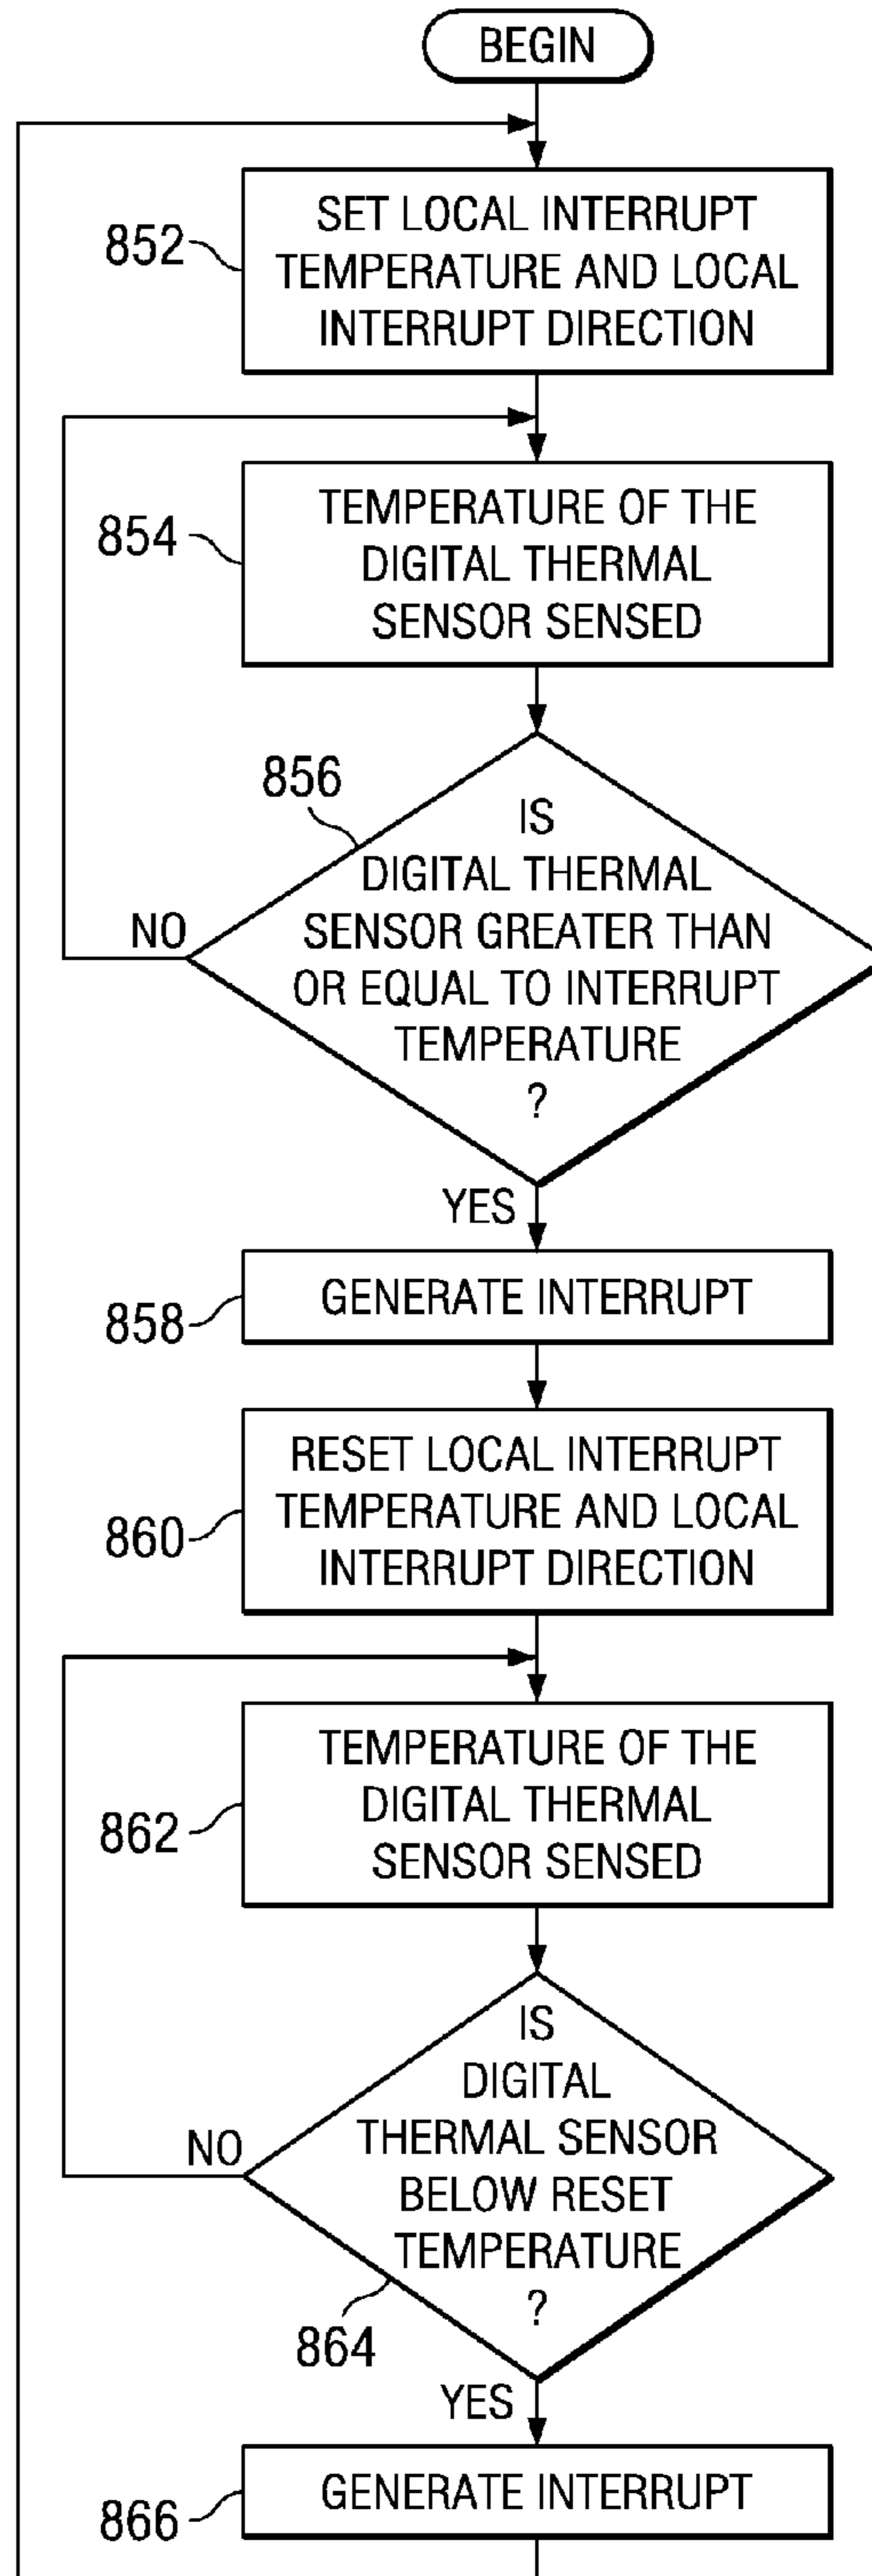 BEGIN
852
SET LOCAL INTERRUPT
TEMPERATURE AND LOCAL
INTERRUPT DIRECTION
854
TEMPERATURE OF THE
DIGITAL THERMAL
SENSOR SENSED
856
IS
DIGITAL THERMAL
SENSOR GREATER THAN
OR EQUAL TO INTERRUPT
TEMPERATURE
?
NO
YES
858
GENERATE INTERRUPT
860
RESET LOCAL INTERRUPT
TEMPERATURE AND LOCAL
INTERRUPT DIRECTION
862
TEMPERATURE OF THE
DIGITAL THERMAL
SENSOR SENSED
IS
DIGITAL
THERMAL SENSOR
BELOW RESET
TEMPERATURE
?
NO
864
YES
866
GENERATE INTERRUPT